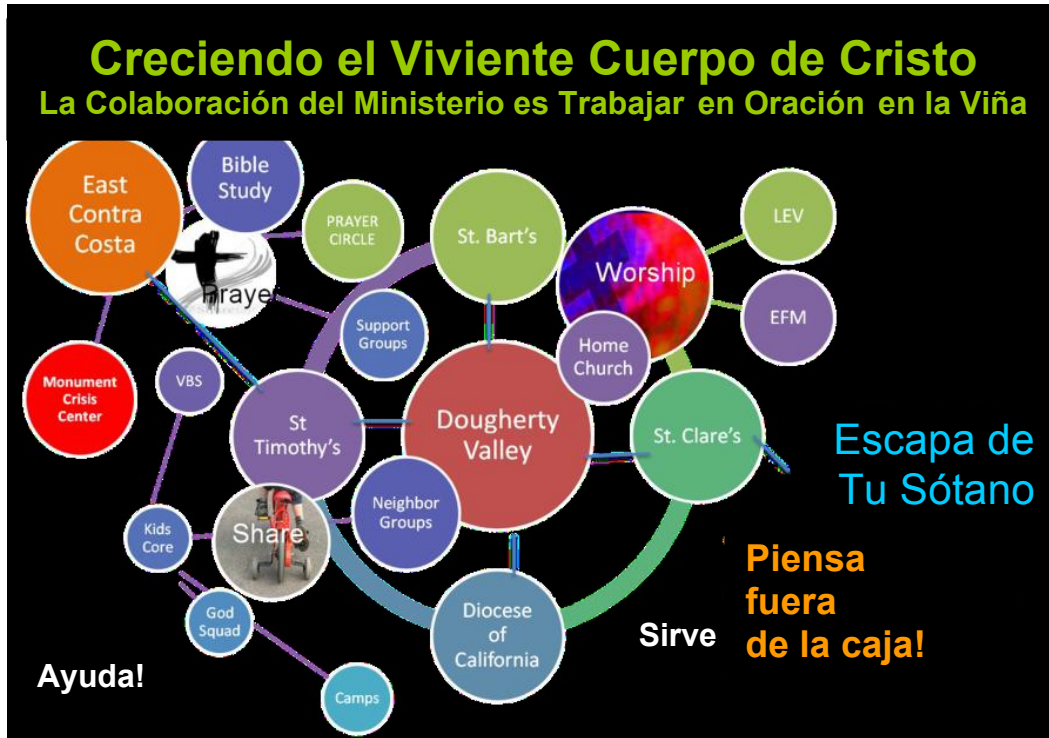 Creciendo el Viviente Cuerpo de Cristo
La Colaboración del Ministerio es Trabajar en Oración en la Viña
East
Contra
Costa
Bible
Study
PRAYER
CIRCLE
Praye
St. Bart's
Worship
LEV
EFM
Support
Groups
Home
Church
Monument
Crisis
Center
VBS
St
Timothy's
Dougherty
Valley
St. Clare's
Escapa de
Tu Sótano
Neighbor
Groups
Kids
Core
Share
God
Squad
Diocese
of
California
Sirve
Piensa
fuera
de la caja!
Ayuda!
Camps